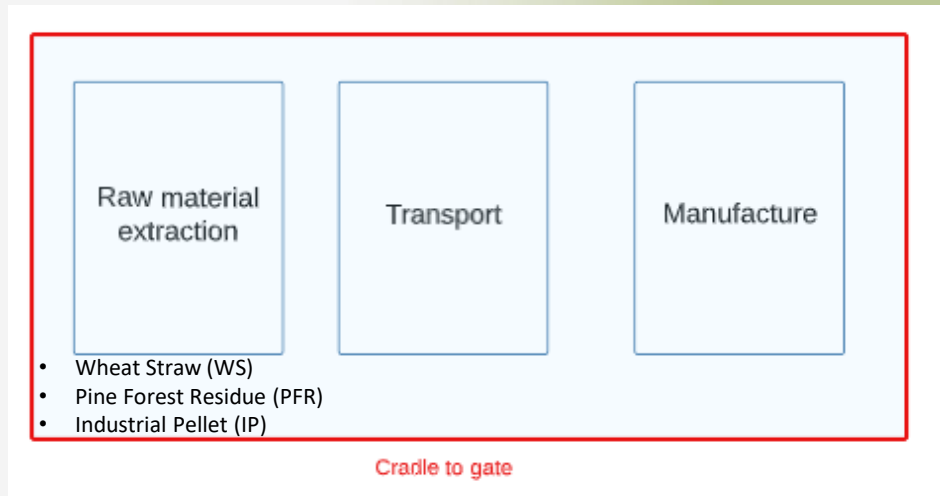 Raw material
extraction
Transport
Manufacture
• Wheat Straw (WS)
• Pine Forest Residue (PFR)
• Industrial Pellet (IP)
Cradle to gate